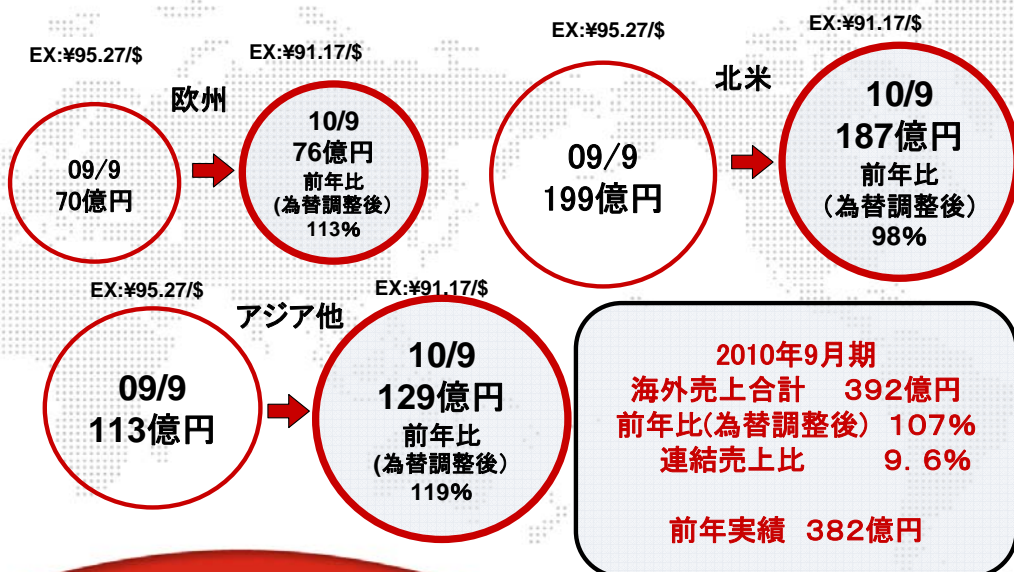 EX:¥95.27/$
EX:¥91.17/$
欧州
09/9
70億円
10/9
76億円
前年比
(為替調整後)
113%
EX:¥95.27/$
EX:¥91.17/$
北米
09/9
199億円
10/9
187億円
前年比
(為替調整後)
98%
EX:¥95.27/$
EX:¥91.17/$
アジア他
09/9
113億円
10/9
129億円
前年比
(為替調整後)
119%
2010年9月期
海外売上合計 392億円
前年比(為替調整後) 107%
連結売上比 9.6%
前年実績 382億円